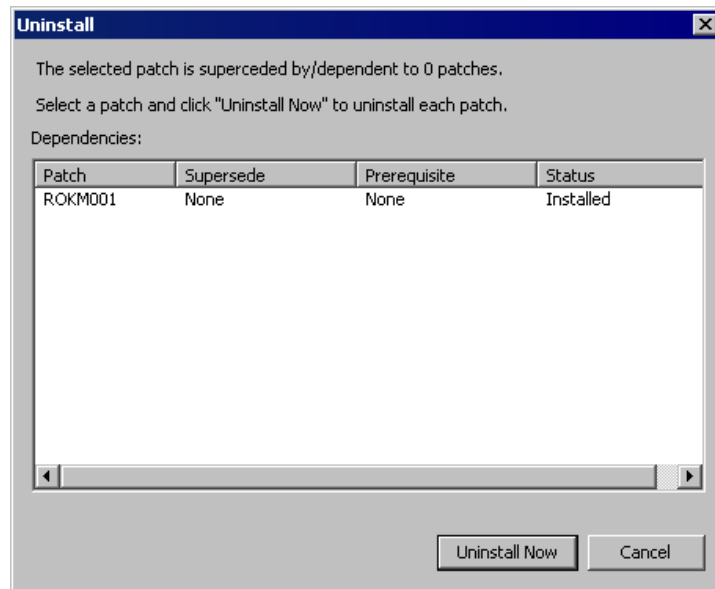 Uninstall
The selected patch is superceded by/dependent to 0 patches.
Select a patch and click "Uninstall Now" to uninstall each patch.
Dependencies:
Patch Supersede Prerequisite Status
ROKM001 None None Installed
Uninstall Now Cancel